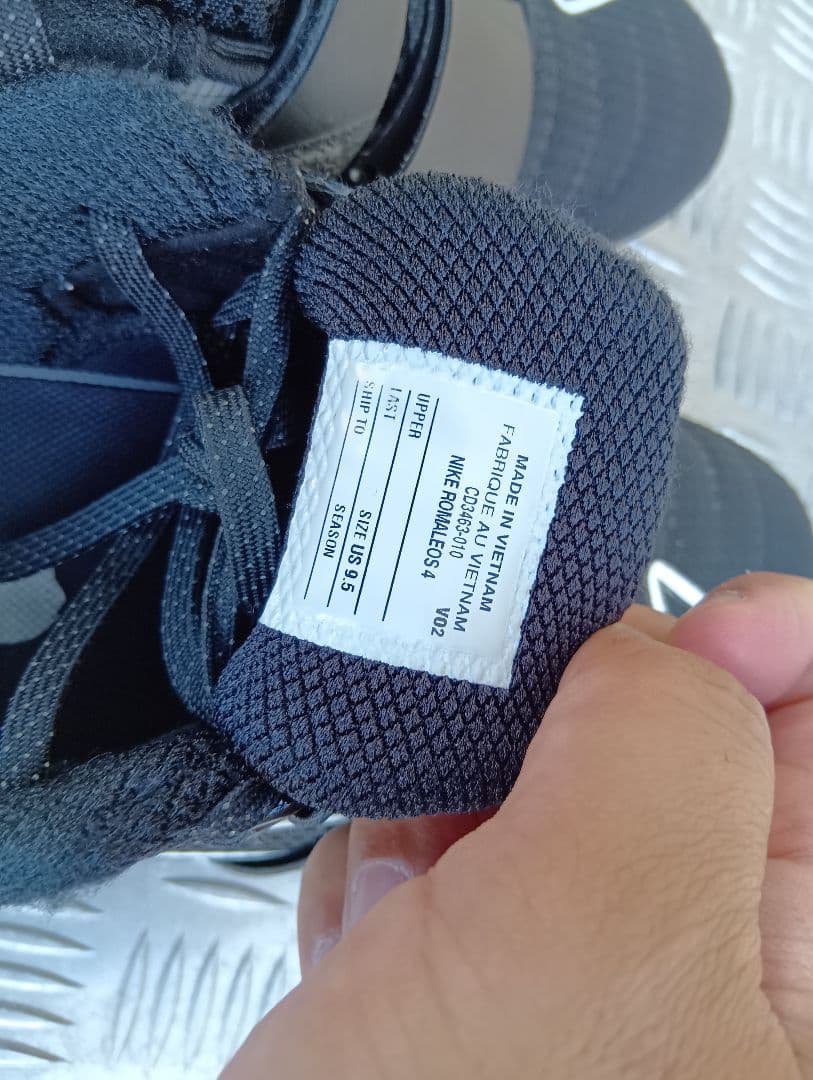 MADE IN VIETNAM
FABRIQUE AU VIETNAM
CD3463-010 V02
NIKE ROMALEOS 4
UPPER
LAST
SHIP TO SIZE US 9.5
SEASON